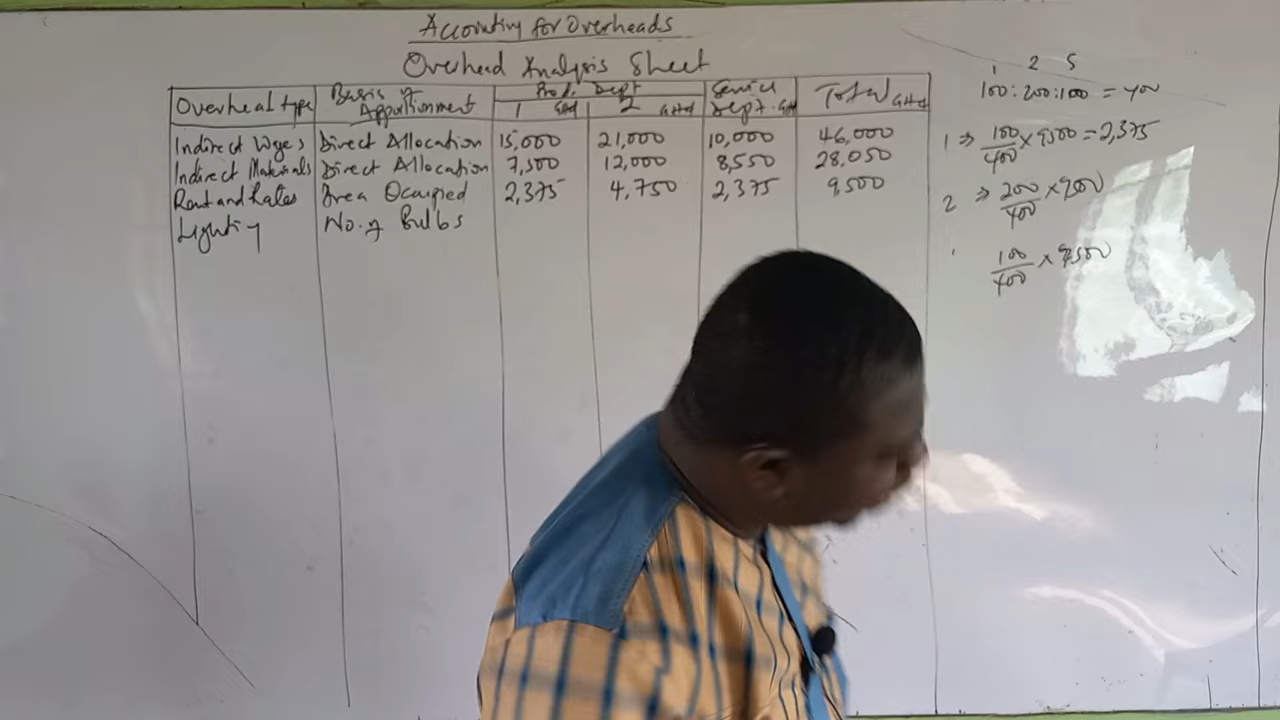 Accounting for Overheads
Overhead Analysis Sheet
Overhead type Basis of Apportionment Prod. Dept 1 GH¢ 2 GH¢ Service Dept. GH¢ Total GH¢
Indirect Wages Direct Allocation 15,000 21,000 10,000 46,000
Indirect Materials Direct Allocation 7,500 12,000 8,550 28,050
Rent and Rates Area Occupied 2,375 4,750 2,375 9,500
Lighting No. of Bulbs
1 2 S
100:200:100 = 400
1 ⇒ 100/400 × 9500 = 2,375
2 ⇒ 200/400 ×
100/400 × 9500